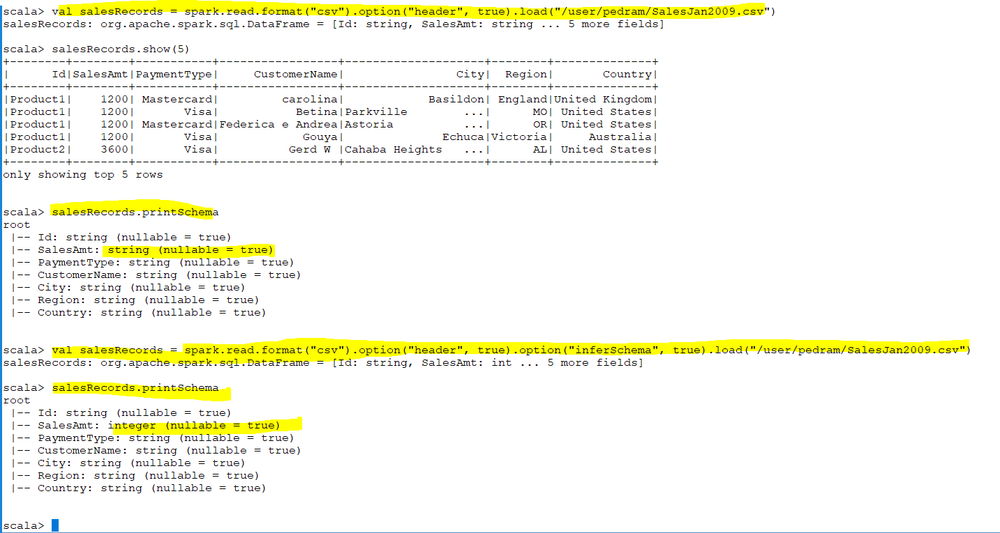 scala> val salesRecords = spark.read.format("csv").option("header", true).load("/user/pedram/SalesJan2009.csv")
salesRecords: org.apache.spark.sql.DataFrame = [Id: string, SalesAmt: string ... 5 more fields]
scala> salesRecords.show(5)
+--------+--------+-----------+-----------------+--------------------+--------+--------------+
|      Id|SalesAmt|PaymentType|     CustomerName|                City|  Region|       Country|
+--------+--------+-----------+-----------------+--------------------+--------+--------------+
|Product1|    1200| Mastercard|         carolina|            Basildon| England|United Kingdom|
|Product1|    1200|       Visa|           Betina|Parkville        ...|      MO| United States|
|Product1|    1200| Mastercard|Federica e Andrea|Astoria          ...|      OR| United States|
|Product1|    1200|       Visa|            Gouya|              Echuca|Victoria|     Australia|
|Product2|    3600|       Visa|          Gerd W |Cahaba Heights   ...|      AL| United States|
+--------+--------+-----------+-----------------+--------------------+--------+--------------+
only showing top 5 rows
scala> salesRecords.printSchema
root
 |-- Id: string (nullable = true)
 |-- SalesAmt: string (nullable = true)
 |-- PaymentType: string (nullable = true)
 |-- CustomerName: string (nullable = true)
 |-- City: string (nullable = true)
 |-- Region: string (nullable = true)
 |-- Country: string (nullable = true)
scala> val salesRecords = spark.read.format("csv").option("header", true).option("inferSchema", true).load("/user/pedram/SalesJan2009.csv")
salesRecords: org.apache.spark.sql.DataFrame = [Id: string, SalesAmt: int ... 5 more fields]
scala> salesRecords.printSchema
root
 |-- Id: string (nullable = true)
 |-- SalesAmt: integer (nullable = true)
 |-- PaymentType: string (nullable = true)
 |-- CustomerName: string (nullable = true)
 |-- City: string (nullable = true)
 |-- Region: string (nullable = true)
 |-- Country: string (nullable = true)
scala>